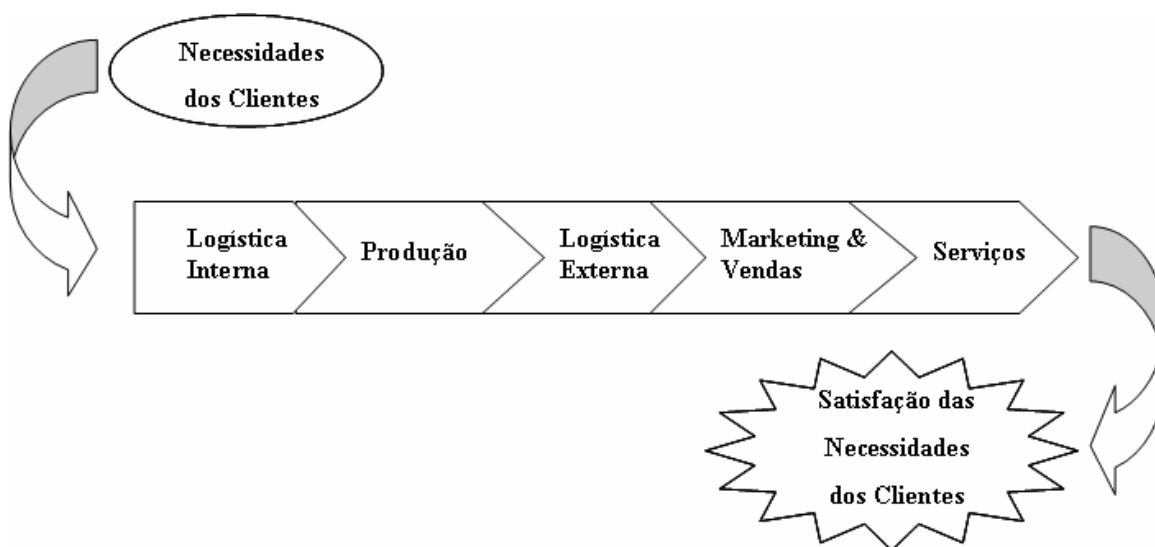 Necessidades
dos Clientes
Logística
Interna
Produção
Logística
Externa
Marketing &
Vendas
Serviços
Satisfação das
Necessidades
dos Clientes